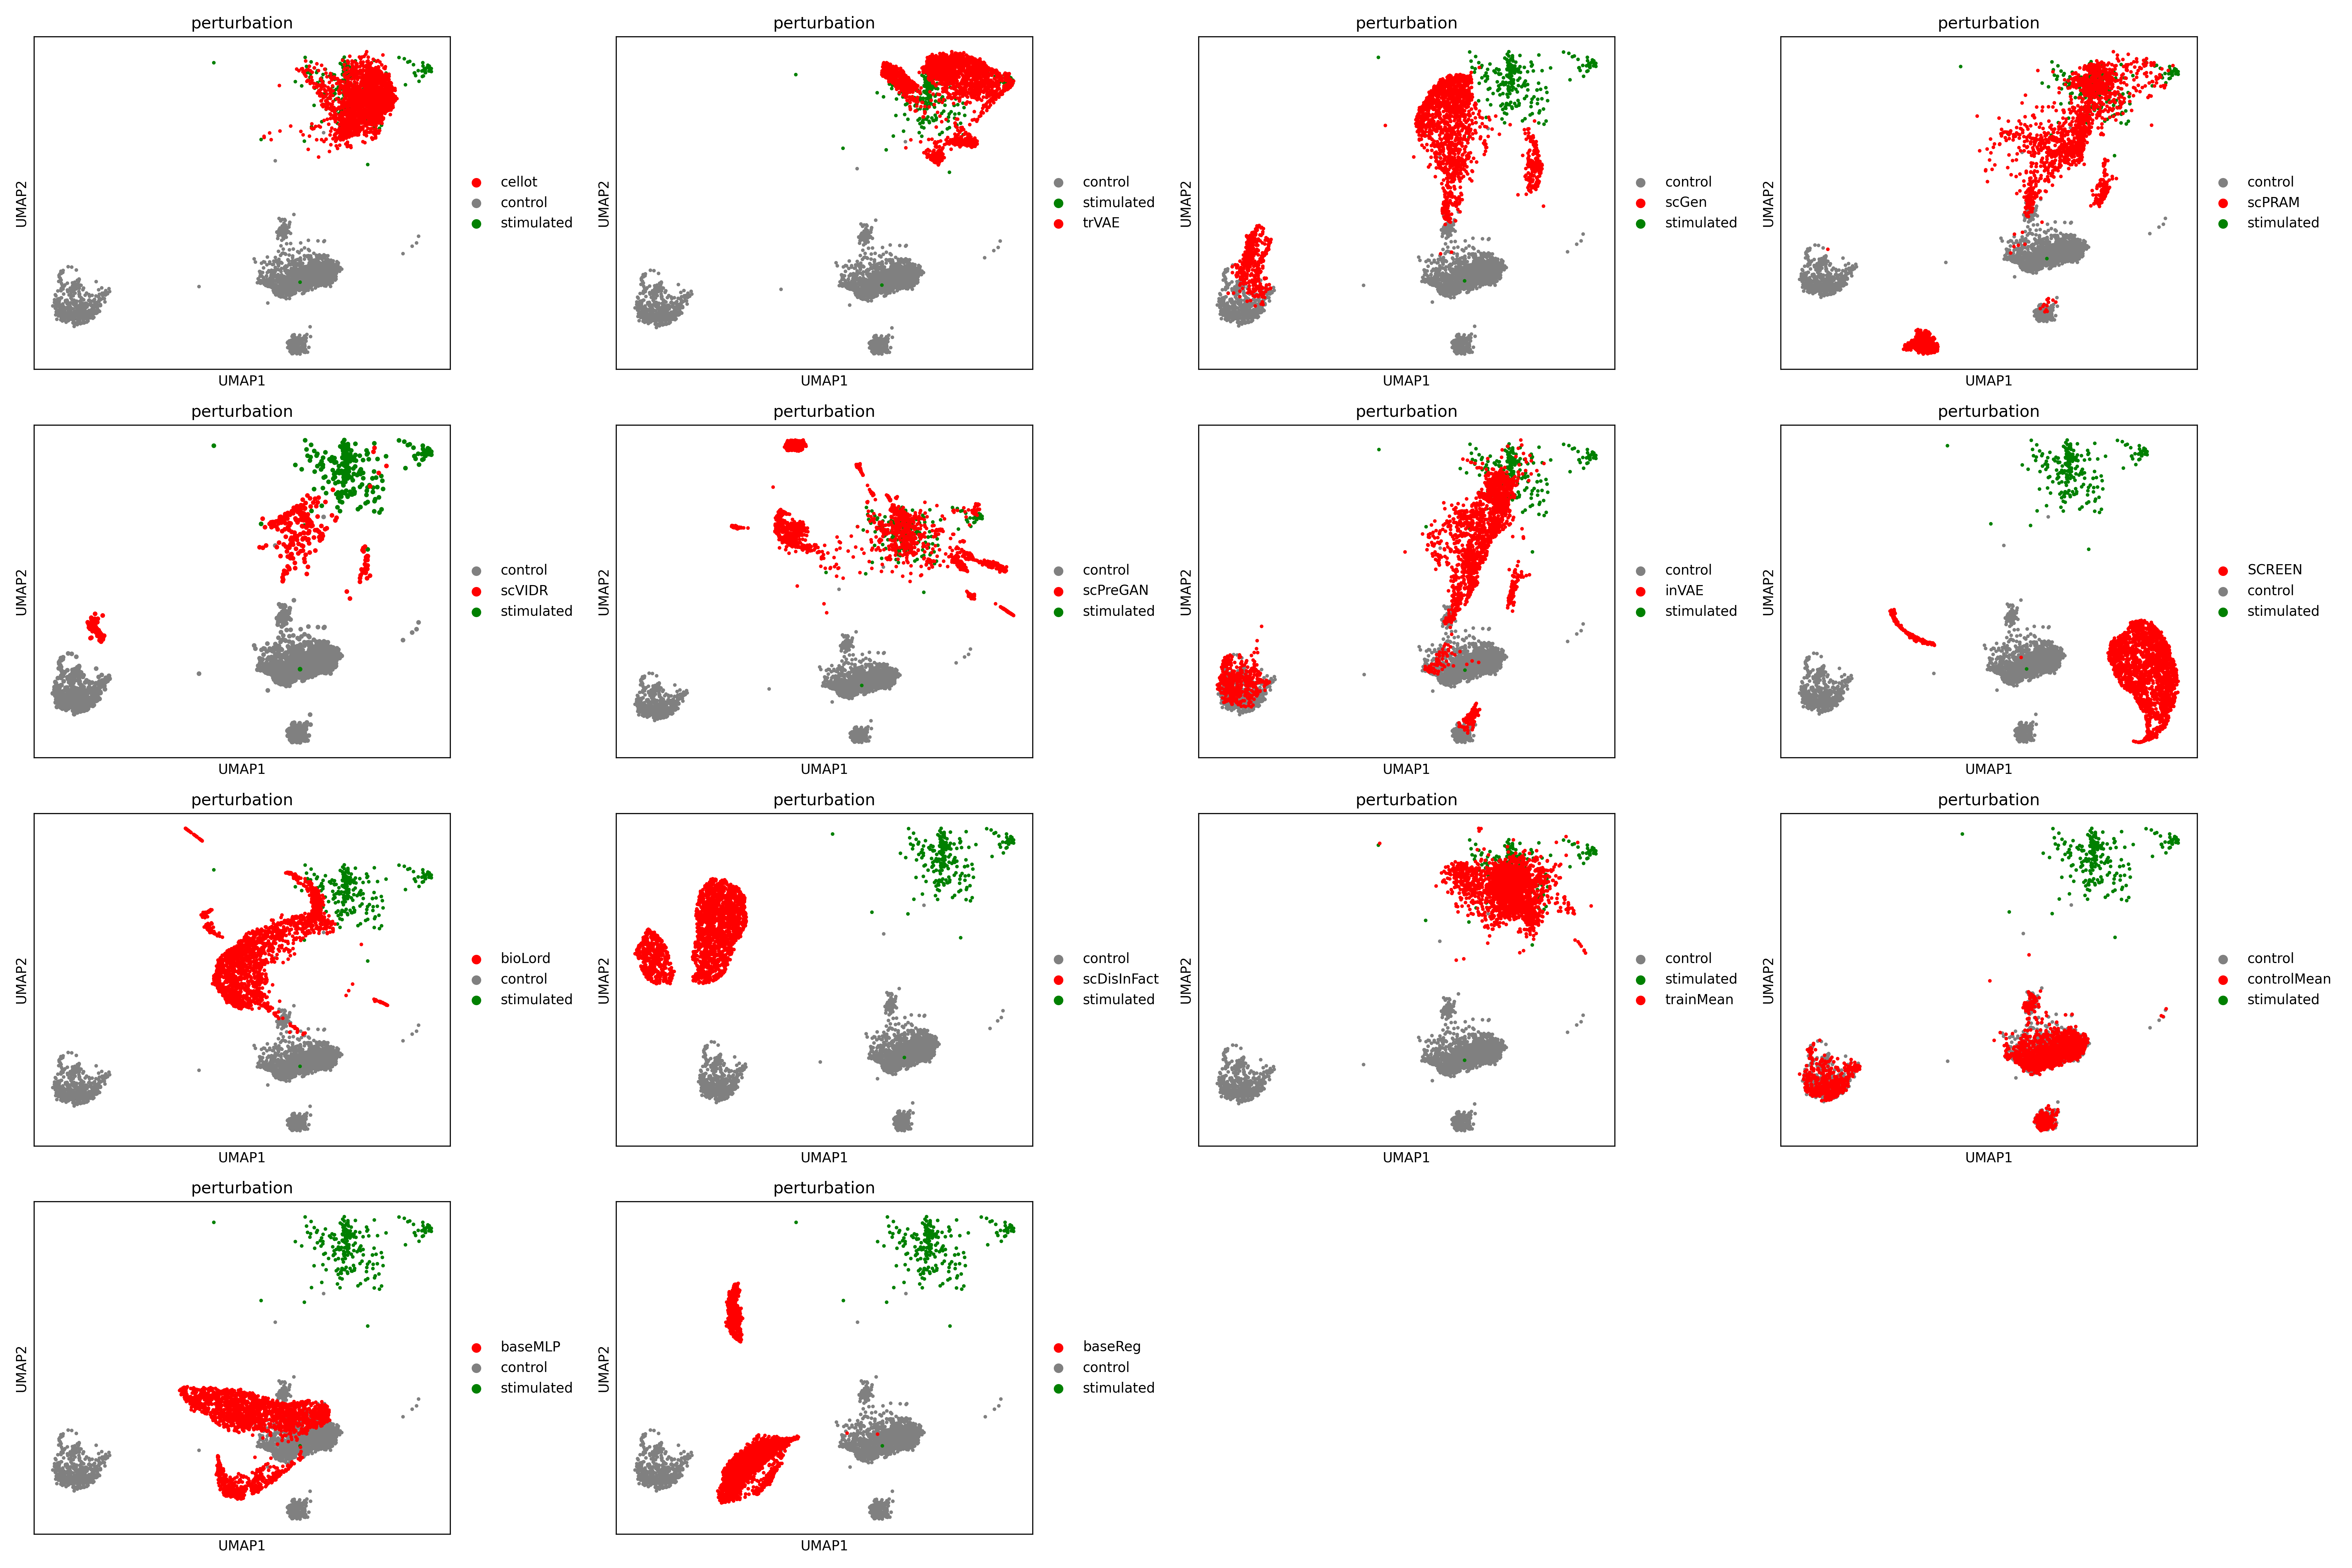 perturbation
UMAP2
UMAP1
cellot
control
stimulated
perturbation
UMAP2
UMAP1
control
stimulated
trVAE
perturbation
UMAP2
UMAP1
control
scGen
stimulated
perturbation
UMAP2
UMAP1
control
scPRAM
stimulated
perturbation
UMAP2
UMAP1
control
scVIDR
stimulated
perturbation
UMAP2
UMAP1
control
scPreGAN
stimulated
perturbation
UMAP2
UMAP1
control
inVAE
stimulated
perturbation
UMAP2
UMAP1
SCREEN
control
stimulated
perturbation
UMAP2
UMAP1
bioLord
control
stimulated
perturbation
UMAP2
UMAP1
control
scDisInFact
stimulated
perturbation
UMAP2
UMAP1
control
stimulated
trainMean
perturbation
UMAP2
UMAP1
control
controlMean
stimulated
perturbation
UMAP2
UMAP1
baseMLP
control
stimulated
perturbation
UMAP2
UMAP1
baseReg
control
stimulated